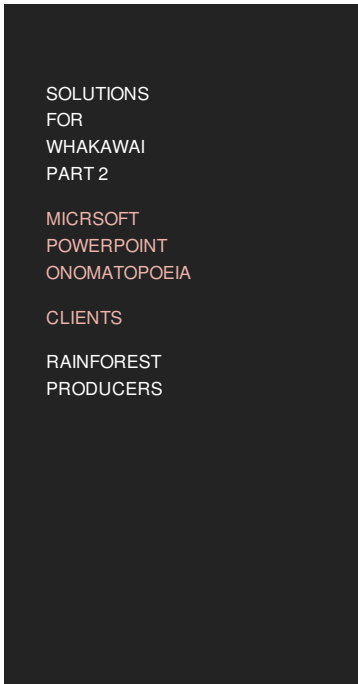 SOLUTIONS
FOR
WHAKAWAI
PART 2
MICRSOFT
POWERPOINT
ONOMATOPOEIA
CLIENTS
RAINFOREST
PRODUCERS